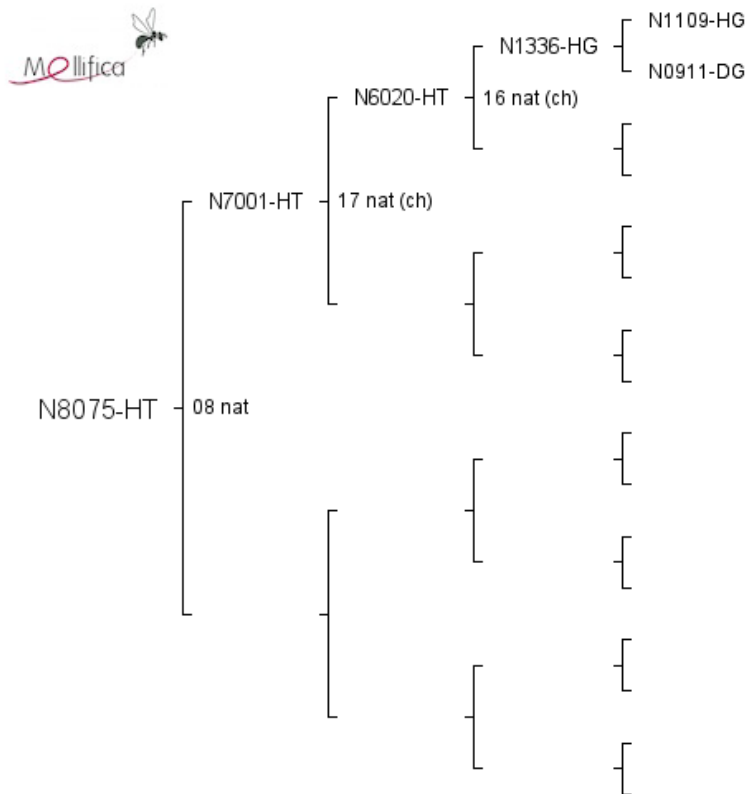 Mellifica
N1109-HG
N1336-HG
N0911-DG
N6020-HT 16 nat (ch)
N7001-HT 17 nat (ch)
N8075-HT 08 nat